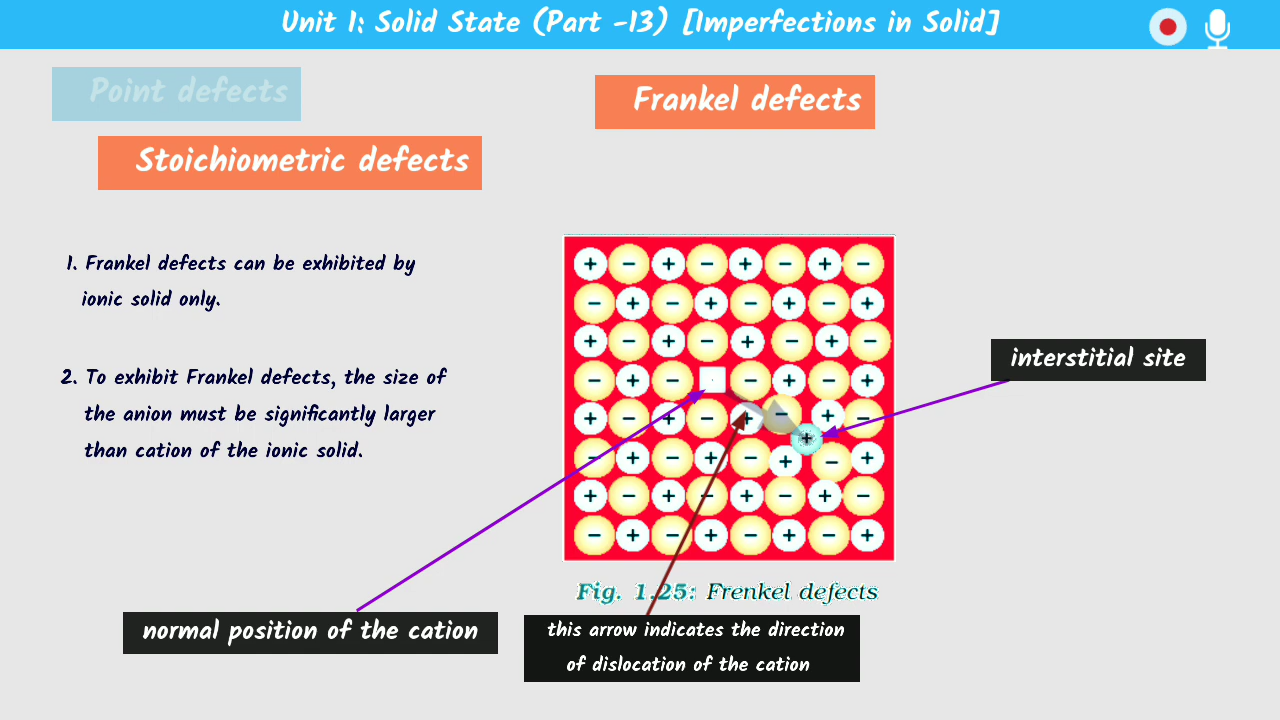 Unit 1: Solid State (Part -13) [Imperfections in Solid]
Point defects
Stoichiometric defects
Frankel defects
1. Frankel defects can be exhibited by
ionic solid only.
2. To exhibit Frankel defects, the size of
the anion must be significantly larger
than cation of the ionic solid.
+ − + − + − + −
− + − + − + − +
+ − + − + − + −
− + − − + − +
+ − + − + − + −
+
− + − + − + − +
+ − + − + − + −
− + − + − + − +
interstitial site
Fig. 1.25: Frenkel defects
normal position of the cation
this arrow indicates the direction
of dislocation of the cation